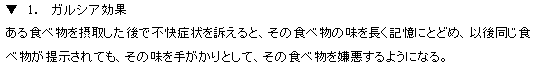 ▼ 1. ガルシア効果
ある食べ物を摂取した後で不快症状を訴えると、その食べ物の味を長く記憶にとどめ、以後同じ食
べ物が提示されても、その味を手がかりとして、その食べ物を嫌悪するようになる。